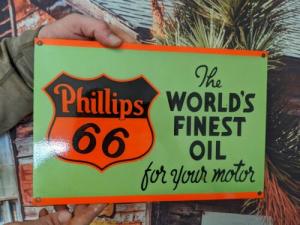 Phillips
66
The
WORLD'S
FINEST
OIL
for your motor